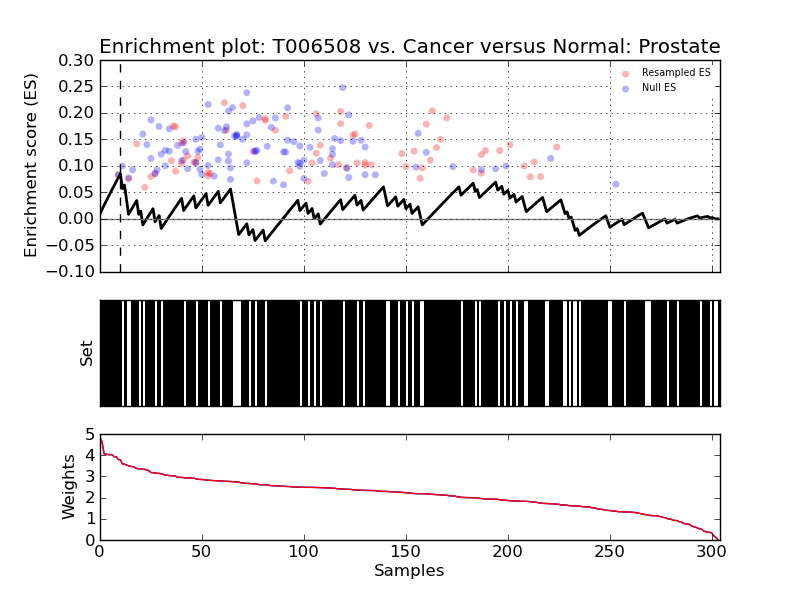 Enrichment plot: T006508 vs. Cancer versus Normal: Prostate
Enrichment score (ES)
0.30
0.25
0.20
0.15
0.10
0.05
0.00
−0.05
−0.10
Resampled ES
Null ES
Set
Weights
5
4
3
2
1
0
0 50 100 150 200 250 300
Samples